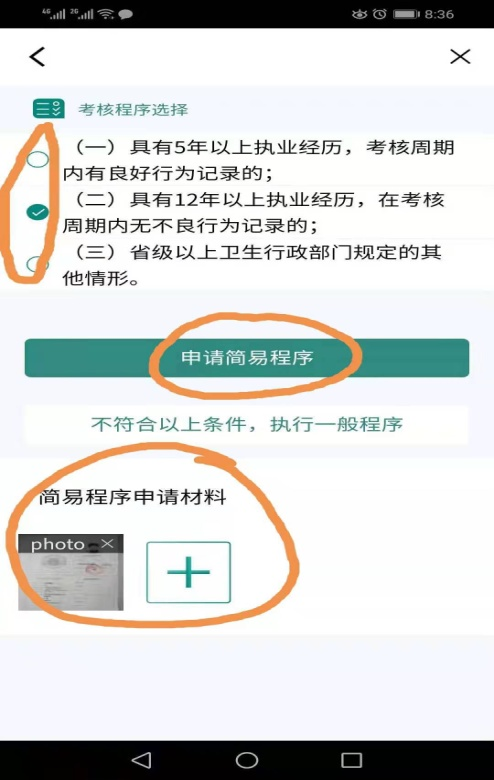 46 2G 8:36
考核程序选择
（一）具有5年以上执业经历，考核周期
内有良好行为记录的；
（二）具有12年以上执业经历，在考核
周期内无不良行为记录的；
（三）省级以上卫生行政部门规定的其
他情形。
申请简易程序
不符合以上条件，执行一般程序
简易程序申请材料
photo